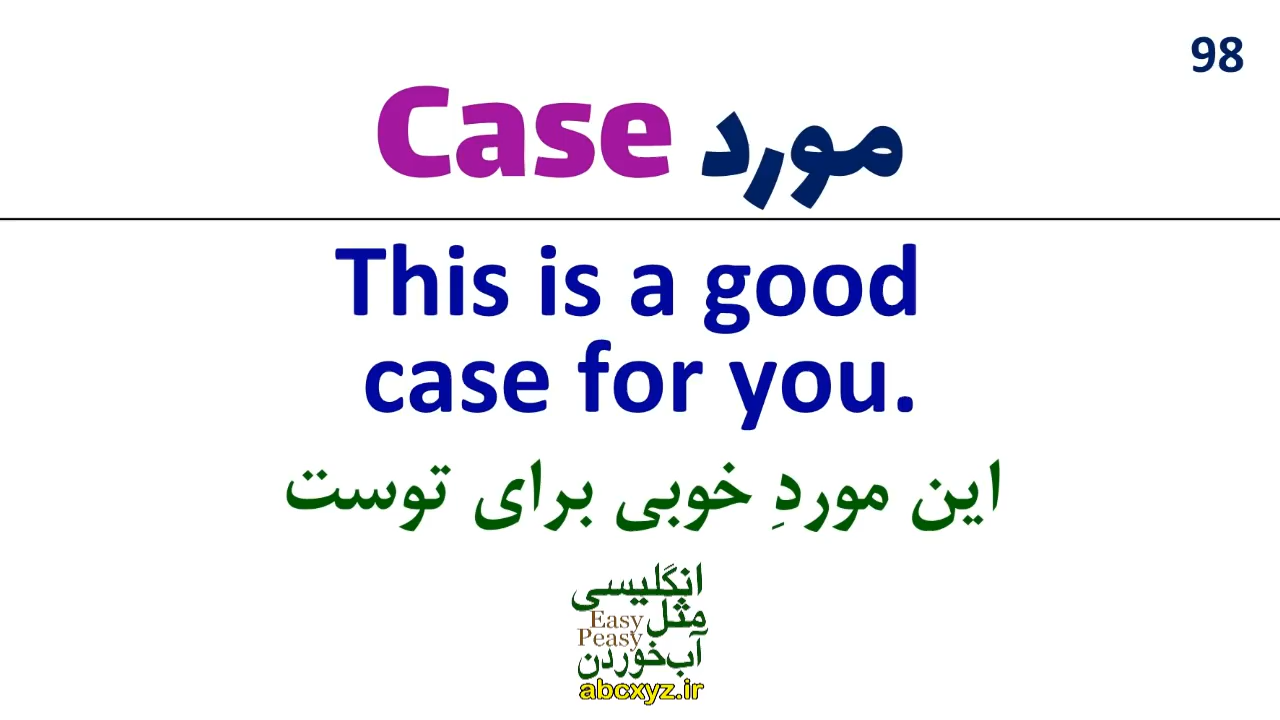 98
Case مورد
This is a good
case for you.
این موردِ خوبی برای توست
انگلیسی
مثل
Easy
Peasy
آب‌خوردن
abcxyz.ir